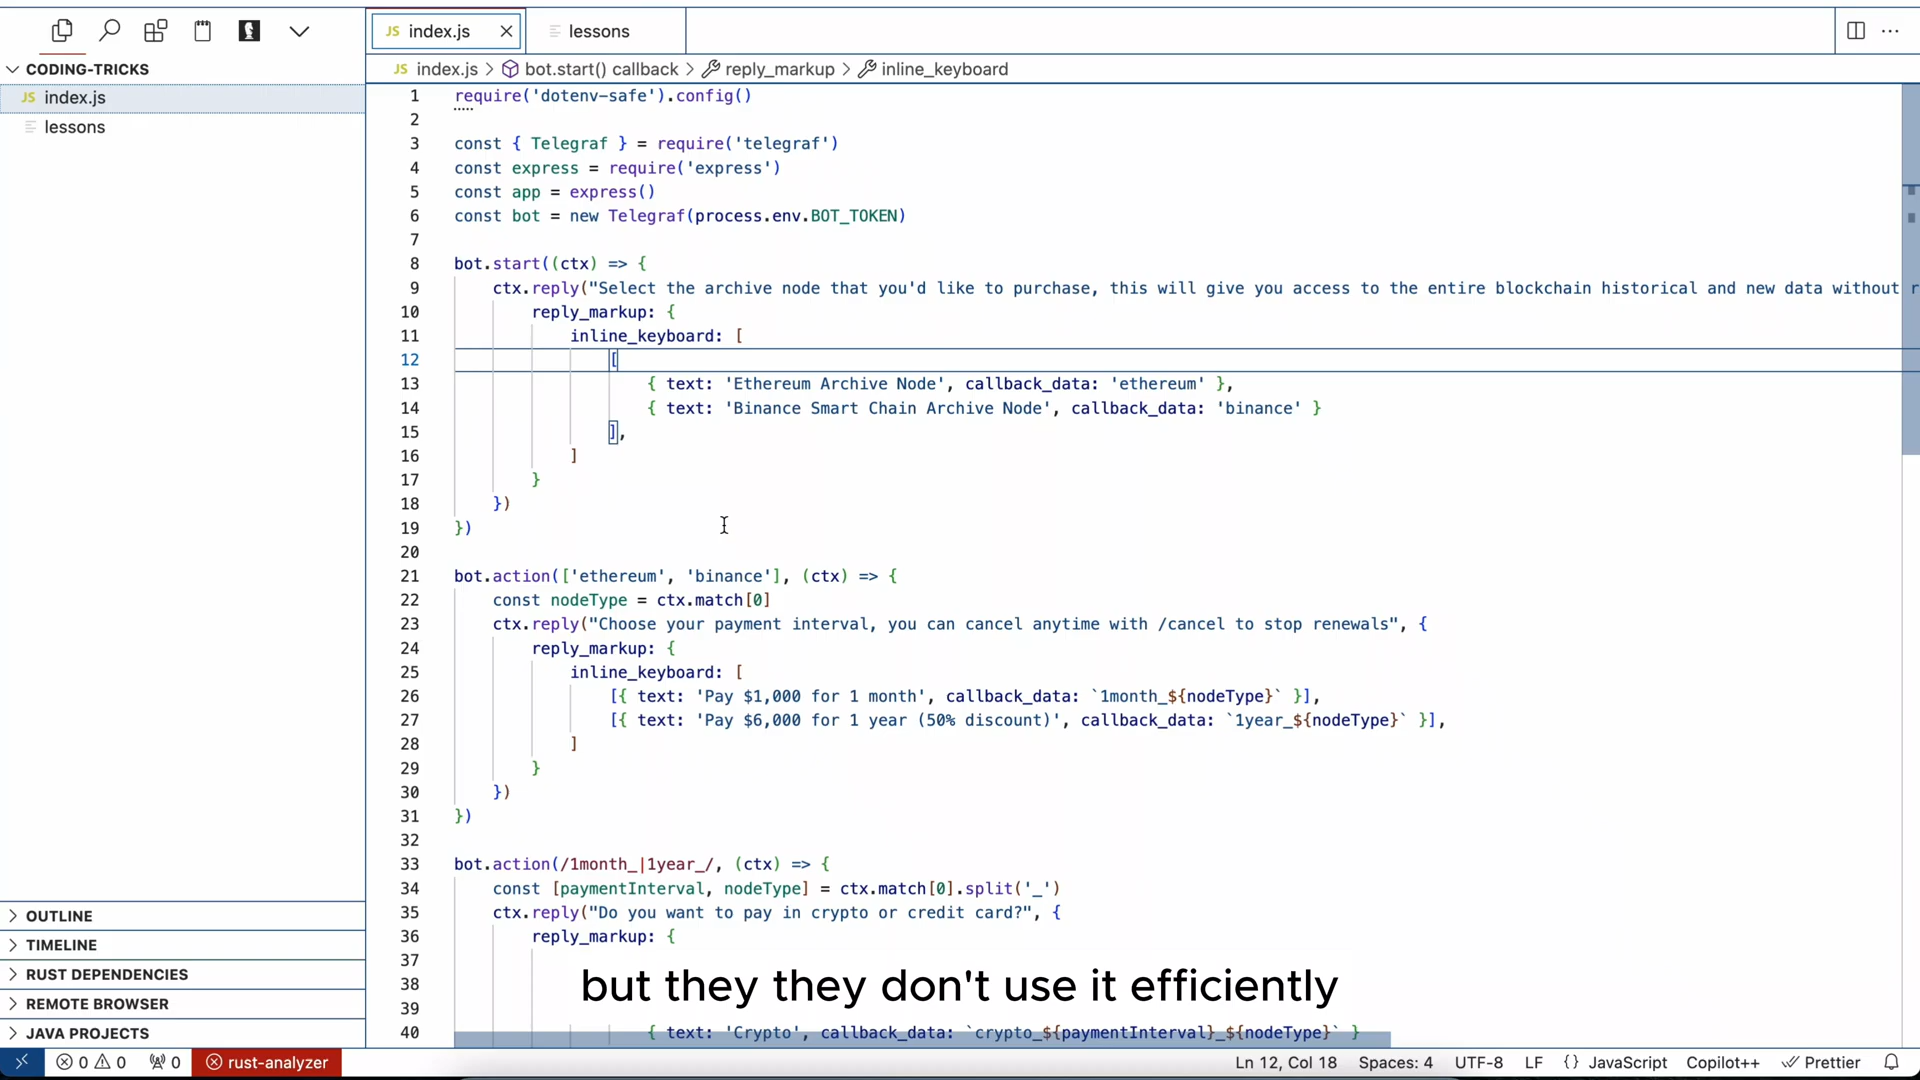 JS index.js
lessons
CODING-TRICKS
JS index.js
lessons
JS index.js > bot.start() callback > reply_markup > inline_keyboard
1 require('dotenv-safe').config()
2
3 const { Telegraf } = require('telegraf')
4 const express = require('express')
5 const app = express()
6 const bot = new Telegraf(process.env.BOT_TOKEN)
7
8 bot.start((ctx) => {
9 ctx.reply("Select the archive node that you'd like to purchase, this will give you access to the entire blockchain historical and new data without r
10 reply_markup: {
11 inline_keyboard: [
12 [
13 { text: 'Ethereum Archive Node', callback_data: 'ethereum' },
14 { text: 'Binance Smart Chain Archive Node', callback_data: 'binance' }
15 ],
16 ]
17 }
18 })
19 })
20
21 bot.action(['ethereum', 'binance'], (ctx) => {
22 const nodeType = ctx.match[0]
23 ctx.reply("Choose your payment interval, you can cancel anytime with /cancel to stop renewals", {
24 reply_markup: {
25 inline_keyboard: [
26 [{ text: 'Pay $1,000 for 1 month', callback_data: `1month_${nodeType}` }],
27 [{ text: 'Pay $6,000 for 1 year (50% discount)', callback_data: `1year_${nodeType}` }],
28 ]
29 }
30 })
31 })
32
33 bot.action(/1month_|1year_/, (ctx) => {
34 const [paymentInterval, nodeType] = ctx.match[0].split('_')
35 ctx.reply("Do you want to pay in crypto or credit card?", {
36 reply_markup: {
37
38
39
40 { text: 'Crypto', callback_data: `crypto_${paymentInterval}_${nodeType}` }
but they they don't use it efficiently
OUTLINE
TIMELINE
RUST DEPENDENCIES
REMOTE BROWSER
JAVA PROJECTS
0 0 0 rust-analyzer
Ln 12, Col 18 Spaces: 4 UTF-8 LF {} JavaScript Copilot++ Prettier